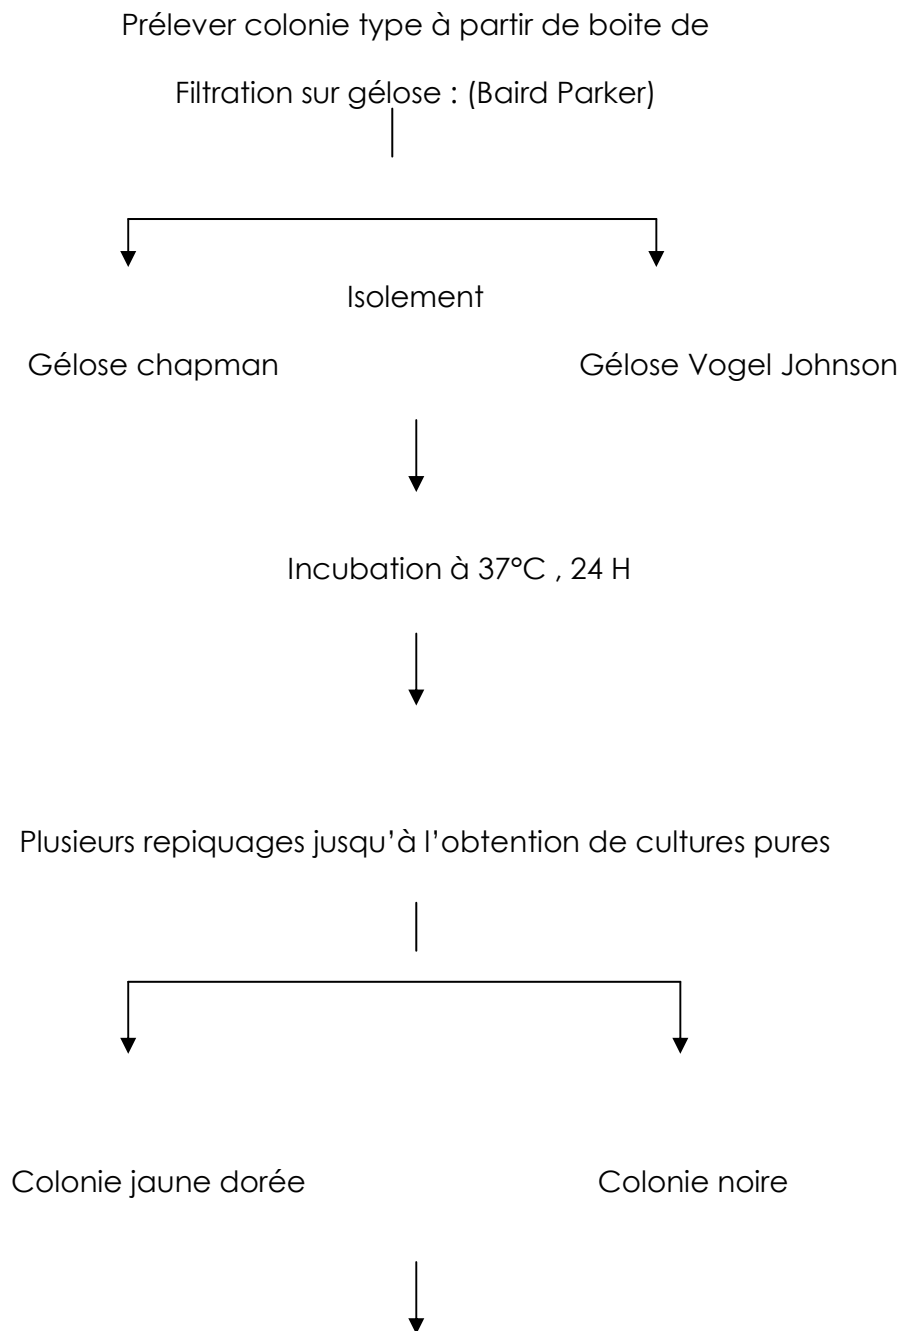 Prélever colonie type à partir de boite de
Filtration sur gélose : (Baird Parker)
Isolement
Gélose chapman
Gélose Vogel Johnson
Incubation à 37°C , 24 H
Plusieurs repiquages jusqu’à l’obtention de cultures pures
Colonie jaune dorée
Colonie noire